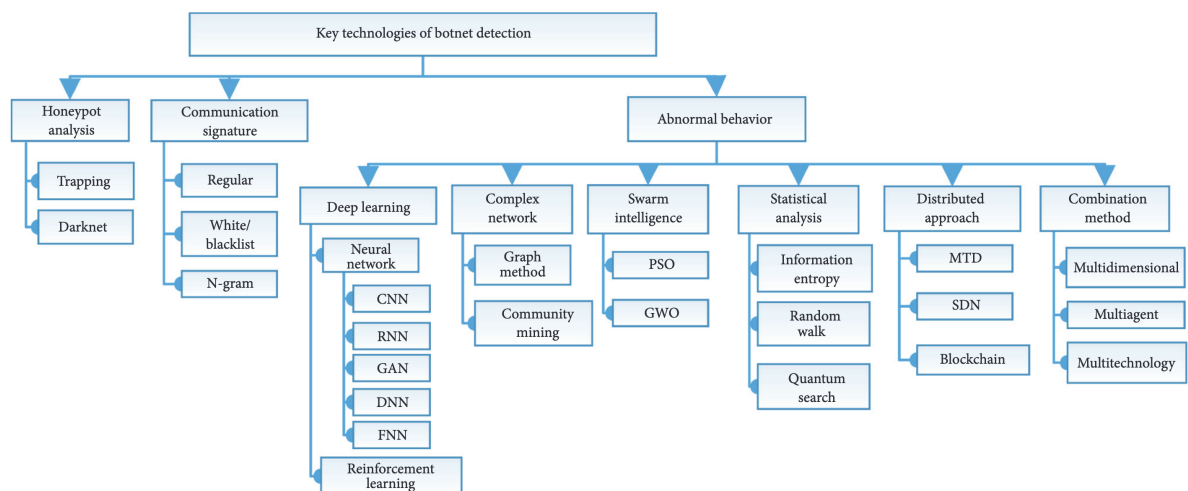 Key technologies of botnet detection
Honeypot
analysis
Trapping
Darknet
Communication
signature
Regular
White/
blacklist
N-gram
Abnormal behavior
Deep learning
Neural
network
CNN
RNN
GAN
DNN
FNN
Reinforcement
learning
Complex
network
Graph
method
Community
mining
Swarm
intelligence
PSO
GWO
Statistical
analysis
Information
entropy
Random
walk
Quantum
search
Distributed
approach
MTD
SDN
Blockchain
Combination
method
Multidimensional
Multiagent
Multitechnology